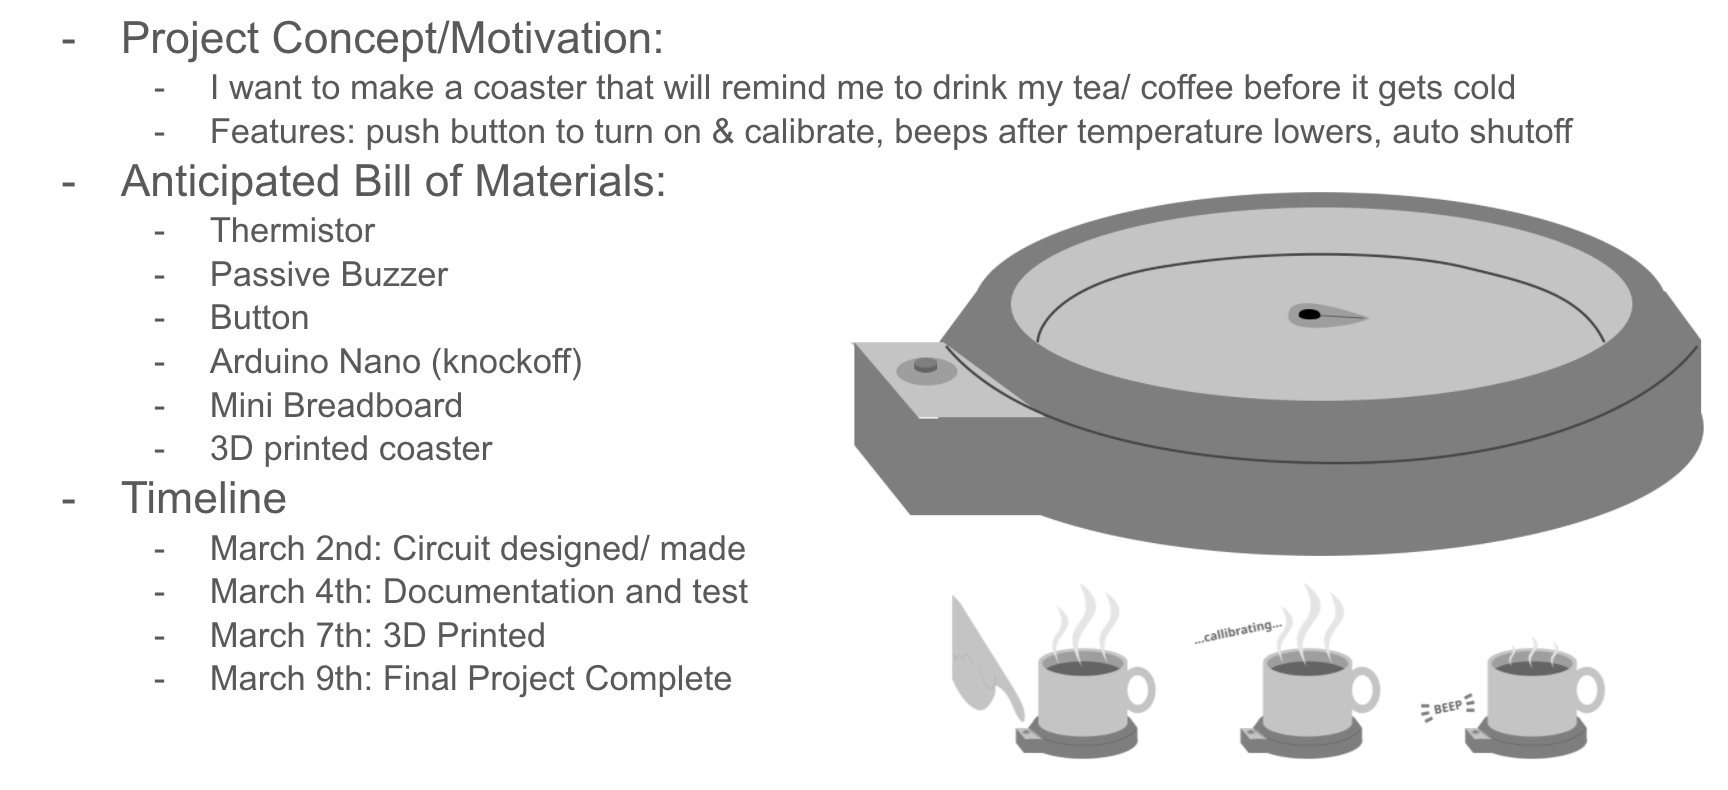 - Project Concept/Motivation:
- I want to make a coaster that will remind me to drink my tea/ coffee before it gets cold
- Features: push button to turn on & calibrate, beeps after temperature lowers, auto shutoff
- Anticipated Bill of Materials:
- Thermistor
- Passive Buzzer
- Button
- Arduino Nano (knockoff)
- Mini Breadboard
- 3D printed coaster
- Timeline
- March 2nd: Circuit designed/ made
- March 4th: Documentation and test
- March 7th: 3D Printed
- March 9th: Final Project Complete
...callibrating...
BEEP